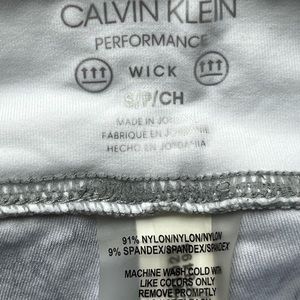 CALVIN KLEIN
PERFORMANCE
WICK
S/P/CH
MADE IN JORDAN
FABRIQUÉ EN JORDANIE
HECHO EN JORDANIA
91% NYLON/NYLON/NYLON
9% SPANDEX/SPANDEX/SPANDEX
MACHINE WASH COLD WITH
LIKE COLORS ONLY
REMOVE PROMPTLY